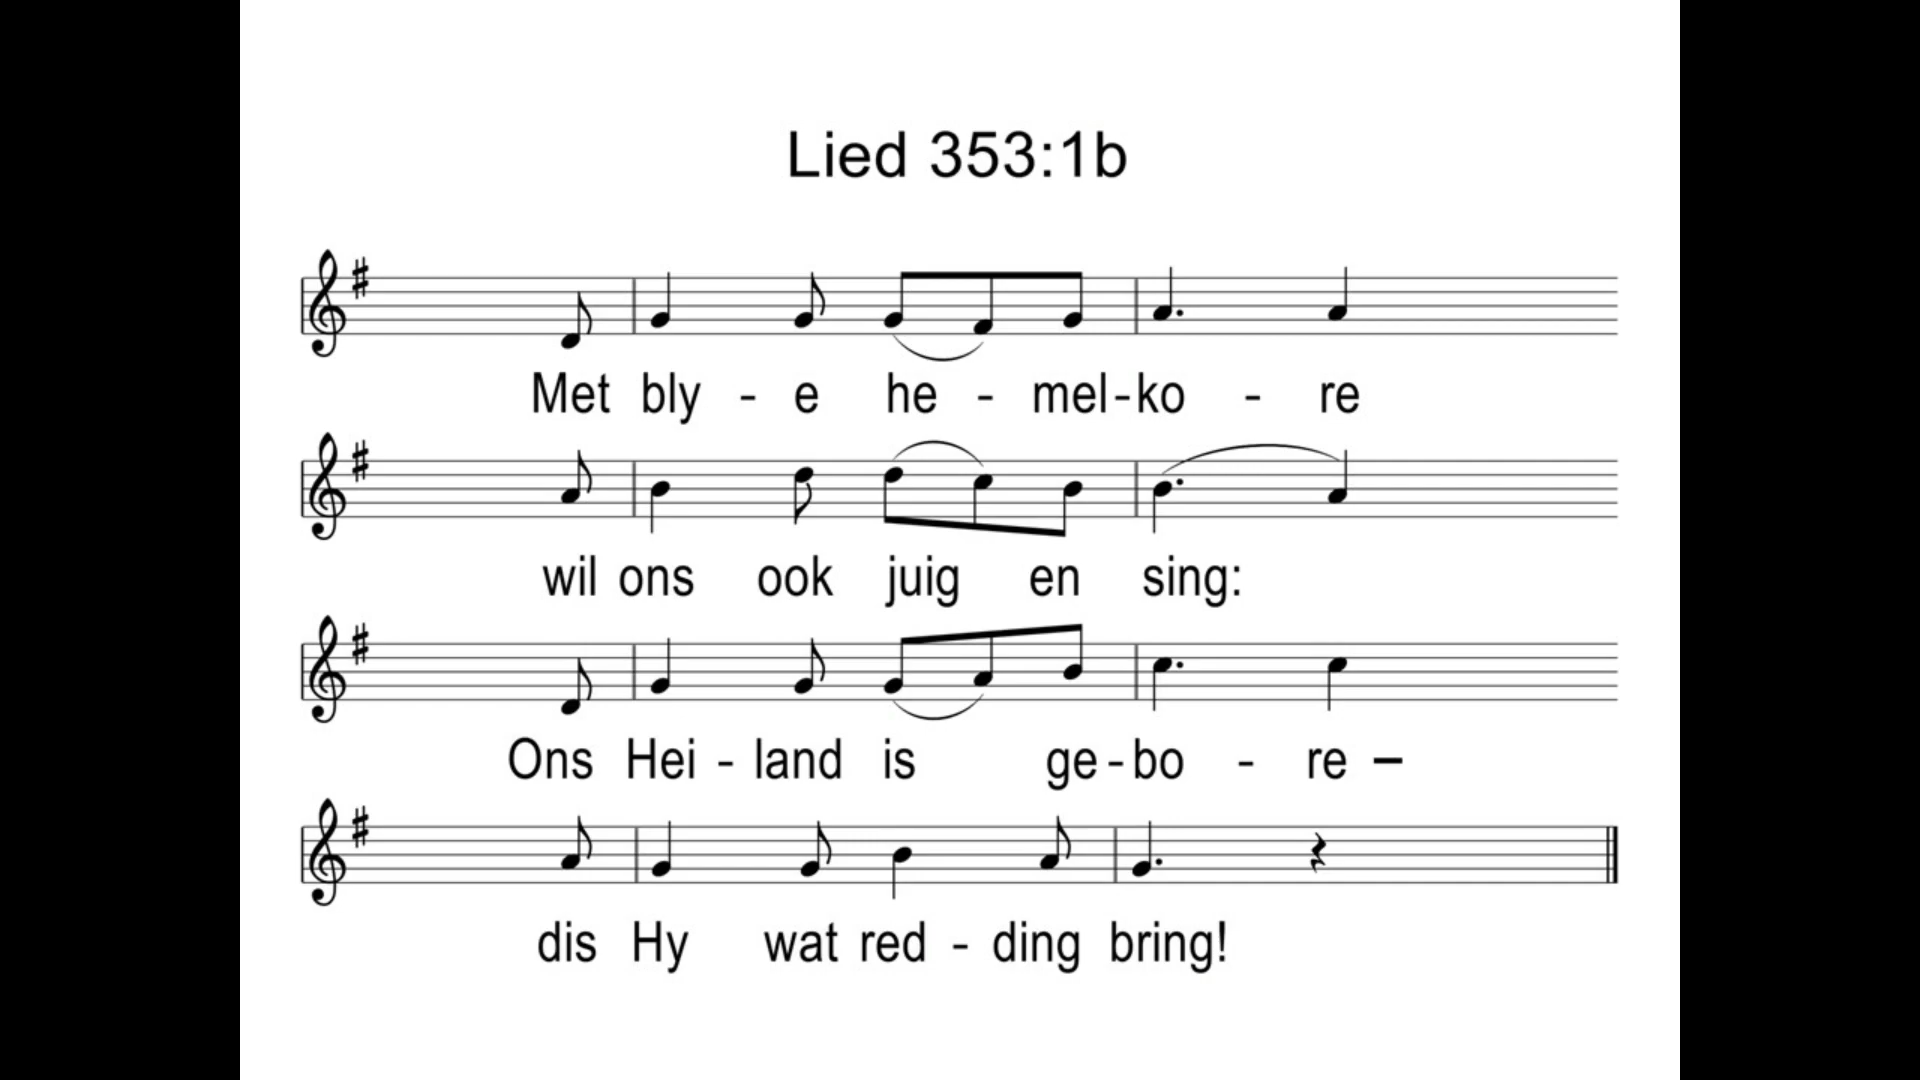 Lied 353:1b
Met bly - e he - mel-ko - re
wil ons ook juig en sing:
Ons Hei - land is ge-bo - re –
dis Hy wat red - ding bring!